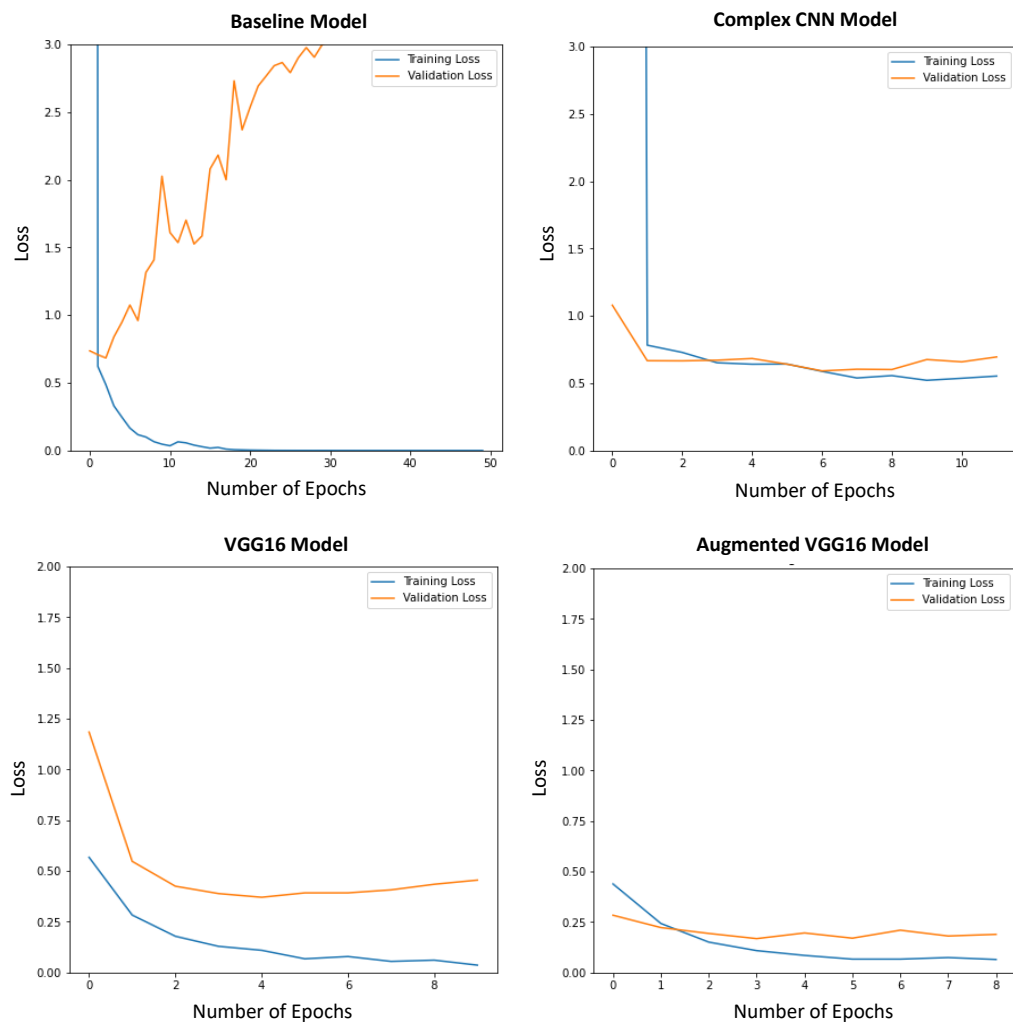 Baseline Model
3.0
2.5
2.0
1.5
1.0
0.5
0.0
Loss
Training Loss
Validation Loss
0 10 20 30 40 50
Number of Epochs
Complex CNN Model
3.0
2.5
2.0
1.5
1.0
0.5
0.0
Loss
Training Loss
Validation Loss
0 2 4 6 8 10
Number of Epochs
VGG16 Model
2.00
1.75
1.50
1.25
1.00
0.75
0.50
0.25
0.00
Loss
Training Loss
Validation Loss
0 2 4 6 8
Number of Epochs
Augmented VGG16 Model
2.00
1.75
1.50
1.25
1.00
0.75
0.50
0.25
0.00
Loss
Training Loss
Validation Loss
0 1 2 3 4 5 6 7 8
Number of Epochs